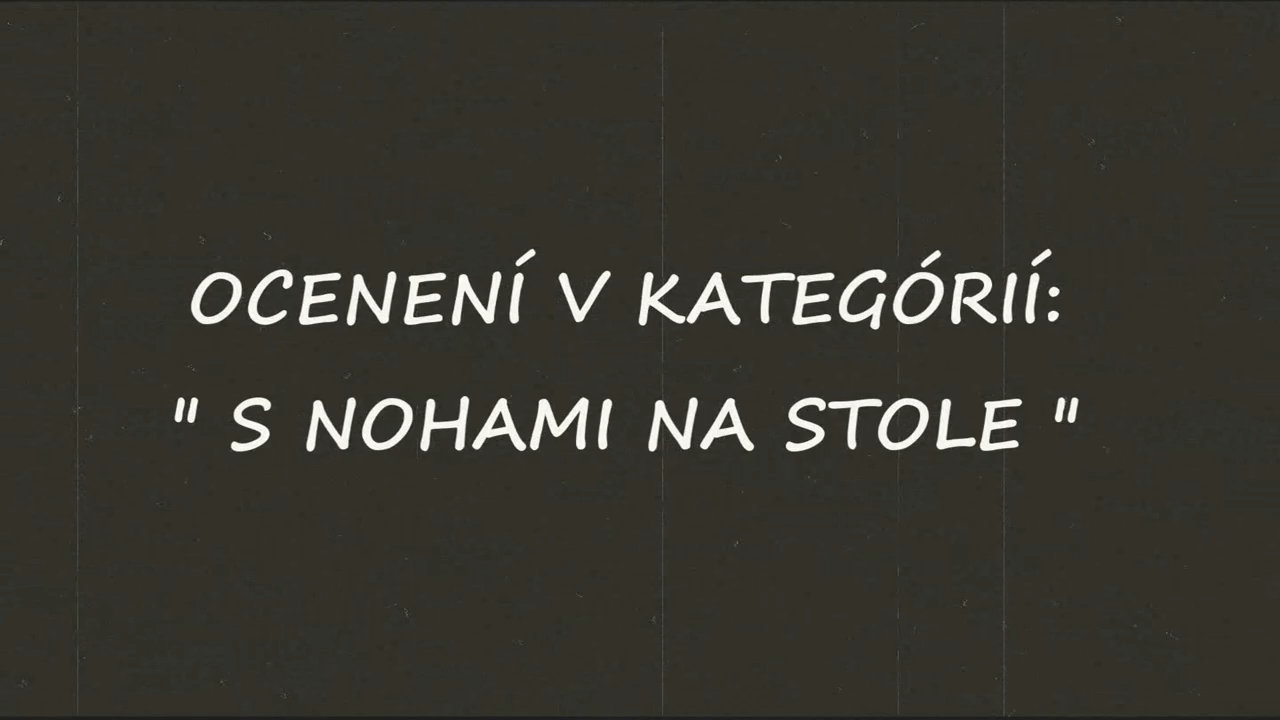 OCENENÍ V KATEGÓRIÍ:
" S NOHAMI NA STOLE "